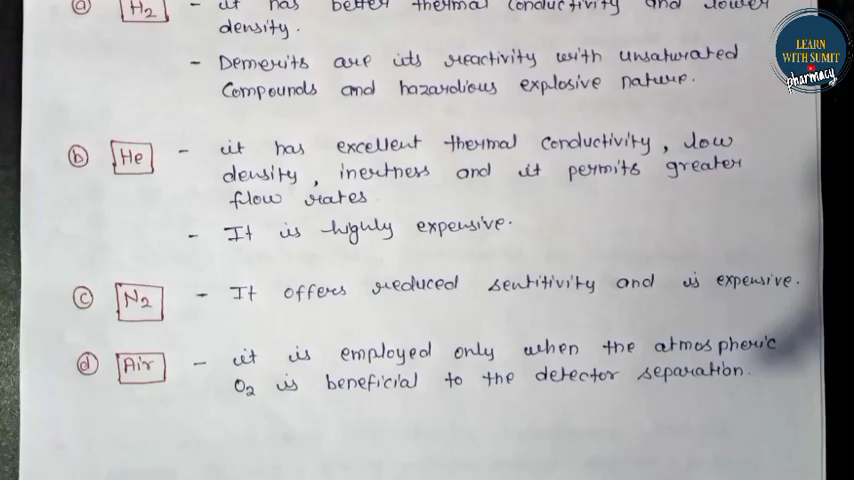 ⓐ H2 - it has better thermal conductivity and lower
density.
- Demerits are its reactivity with unsaturated
compounds and hazardious explosive nature.
ⓑ He - it has excellent thermal conductivity, low
density, inertness and it permits greater
flow rates.
- It is highly expensive.
ⓒ N2 - It offers reduced sentitivity and is expensive.
ⓓ Air - it is employed only when the atmospheric
O2 is beneficial to the detector separation.
LEARN
WITH SUMIT
pharmacy